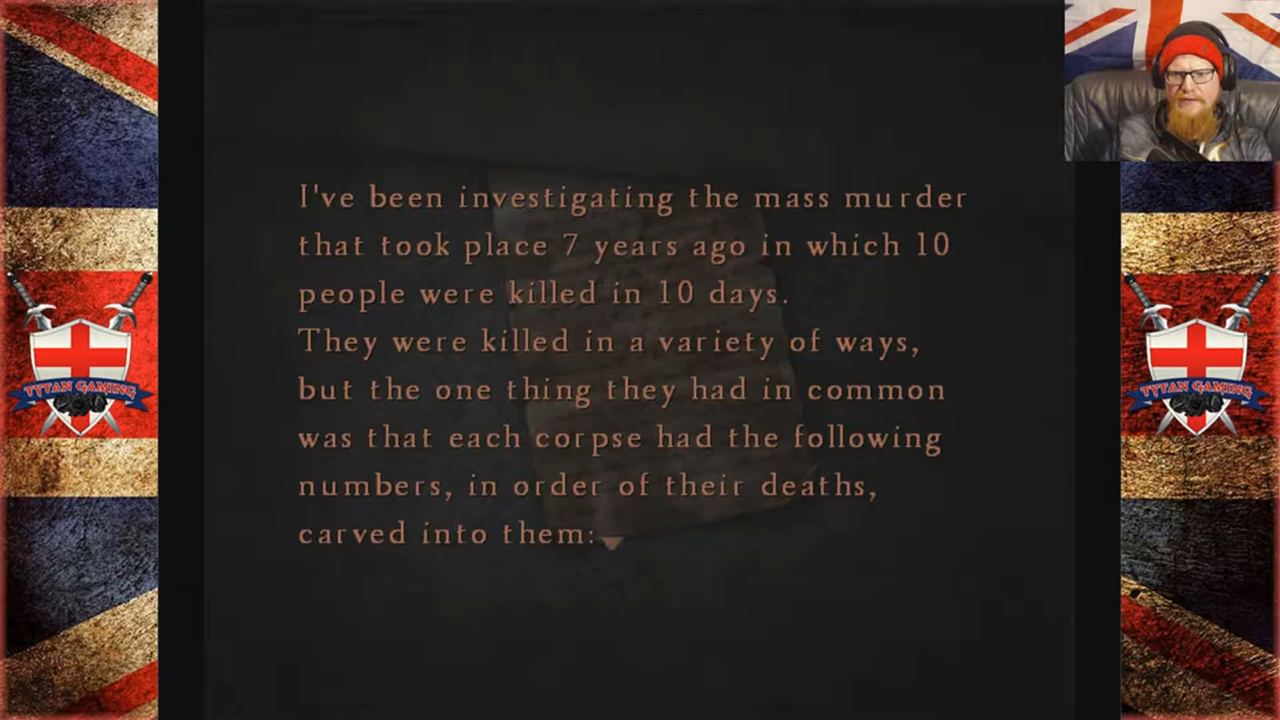 I've been investigating the mass murder
that took place 7 years ago in which 10
people were killed in 10 days.
They were killed in a variety of ways,
but the one thing they had in common
was that each corpse had the following
numbers, in order of their deaths,
carved into them:
TYTAN GAMING
TYTAN GAMING